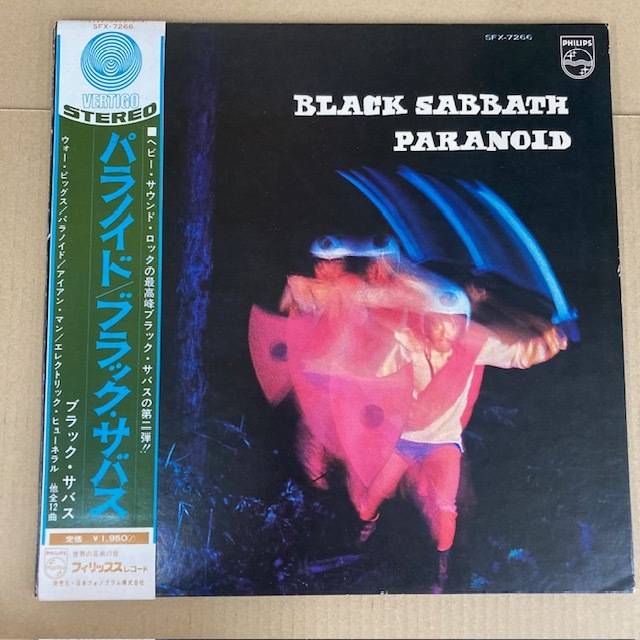 SFX-7266
VERTIGO
STEREO
■ヘビー・サウンド・ロックの最高峰ブラック・サバスの第二弾!!
パラノイド/ブラック・サバス
ウォー・ピッグス/パラノイド/アイアン・マン/エレクトリック・ヒューネラル 他全12曲
ブラック・サバス
定価 ¥1,950
PHILIPS
世界の名盤の会
フィリップスレコード
発売元・日本フォノグラム株式会社
SFX-7266
PHILIPS
BLACK SABBATH
PARANOID